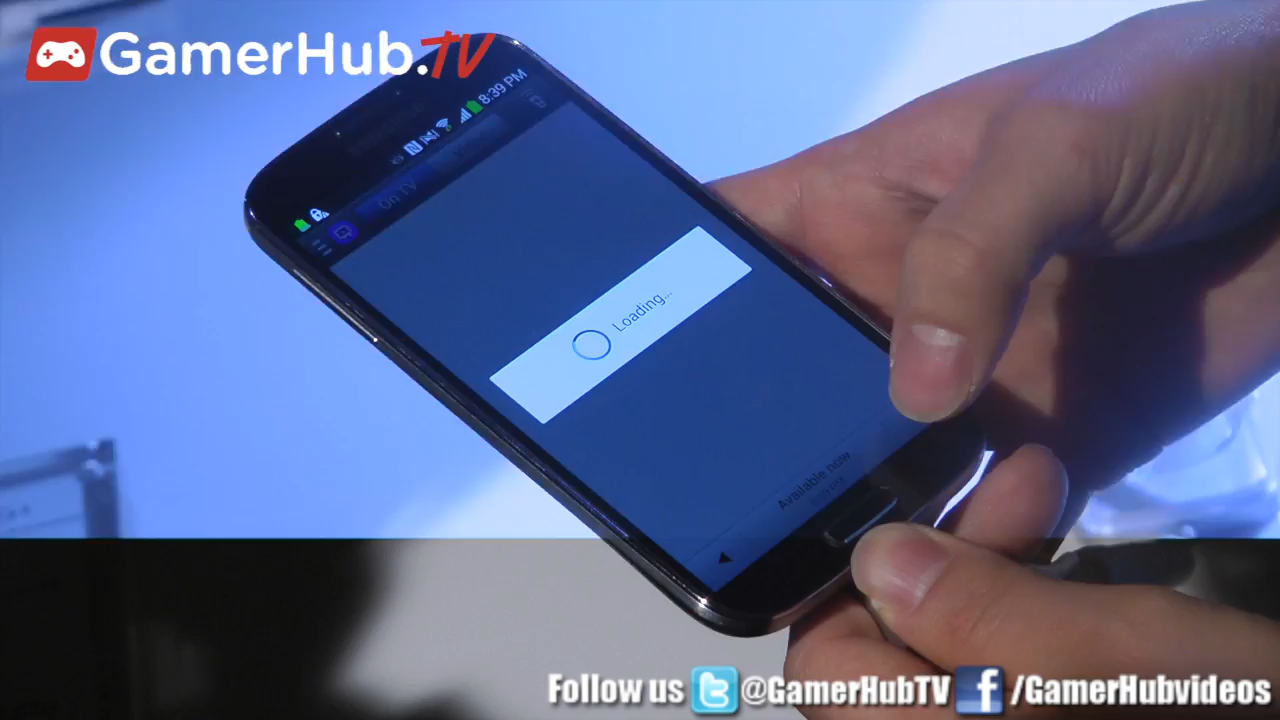 GamerHub.TV
8:39 PM
On TV
Loading...
Available now
Follow us @GamerHubTV f /GamerHubvideos